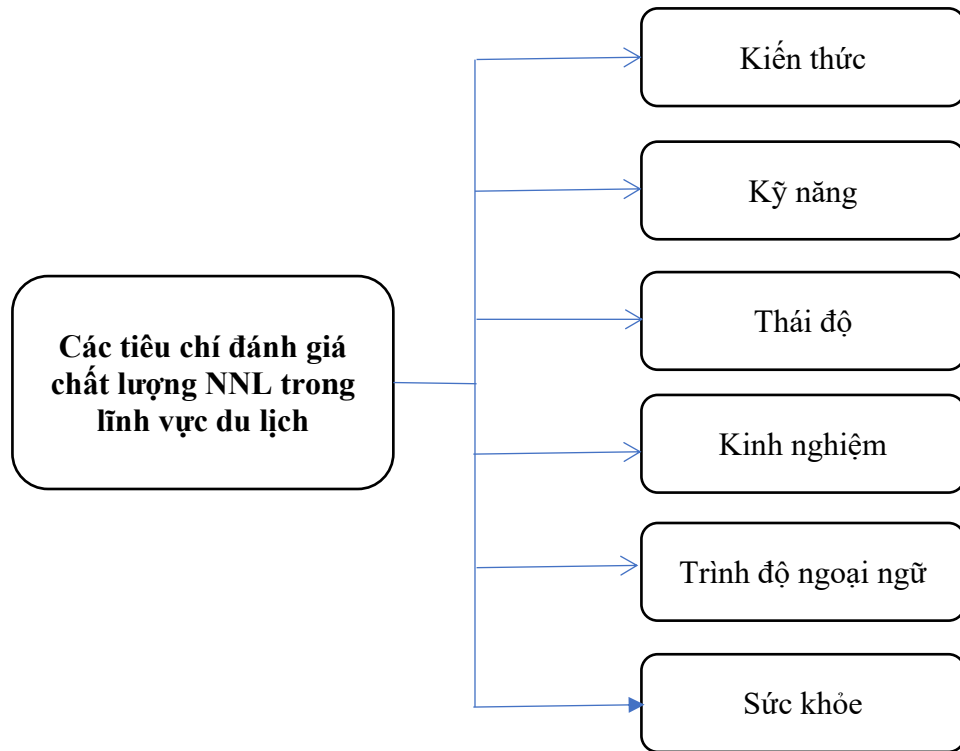 Kiến thức
Kỹ năng
Thái độ
Các tiêu chí đánh giá
chất lượng NNL trong
lĩnh vực du lịch
Kinh nghiệm
Trình độ ngoại ngữ
Sức khỏe